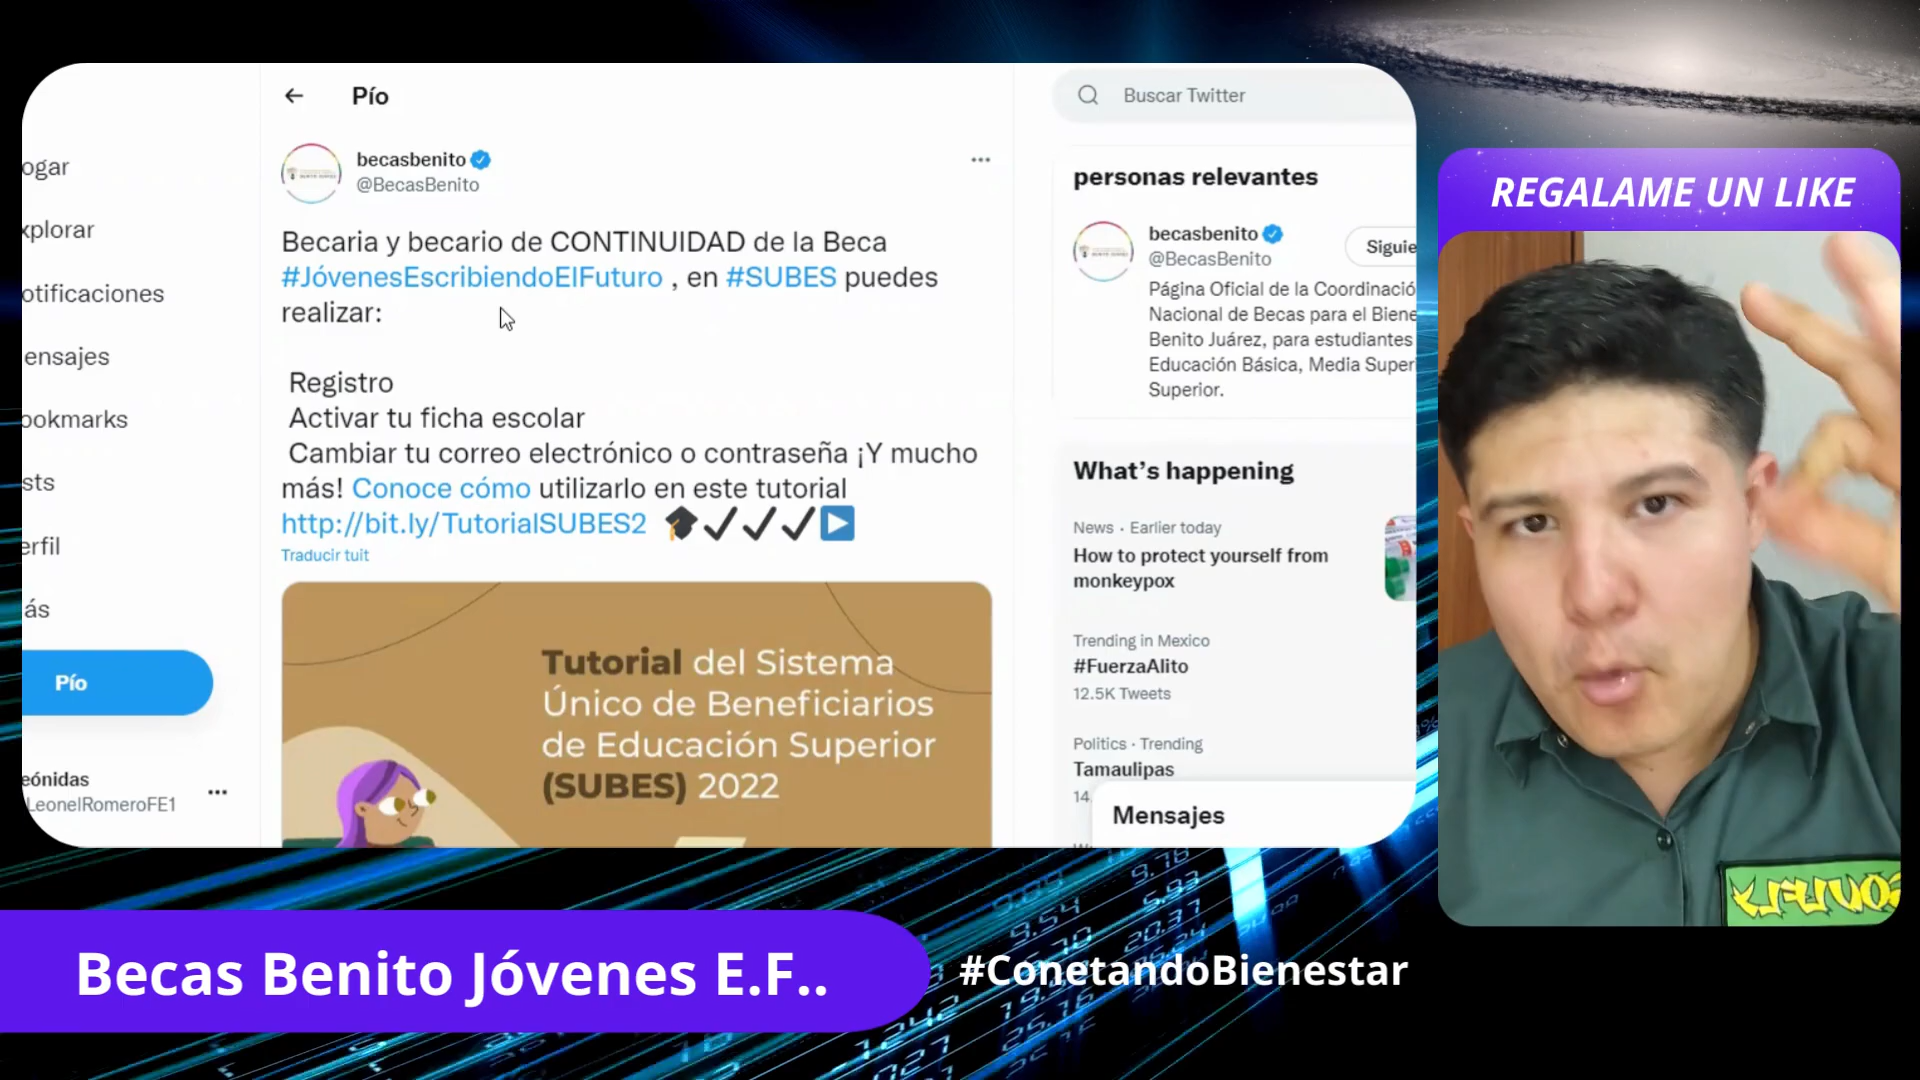 Pío
Buscar Twitter
ogar
xplorar
otificaciones
ensajes
ookmarks
sts
erfil
ás
Pío
eónidas
LeonelRomeroFE1
becasbenito
@BecasBenito
Becaria y becario de CONTINUIDAD de la Beca
#JóvenesEscribiendoElFuturo , en #SUBES puedes
realizar:
Registro
Activar tu ficha escolar
Cambiar tu correo electrónico o contraseña ¡Y mucho
más! Conoce cómo utilizarlo en este tutorial
http://bit.ly/TutorialSUBES2
Traducir tuit
Tutorial del Sistema
Único de Beneficiarios
de Educación Superior
(SUBES) 2022
personas relevantes
becasbenito
@BecasBenito
Siguie
Página Oficial de la Coordinació
Nacional de Becas para el Biene
Benito Juárez, para estudiantes
Educación Básica, Media Super
Superior.
What's happening
News · Earlier today
How to protect yourself from
monkeypox
Trending in Mexico
#FuerzaAlito
12.5K Tweets
Politics · Trending
Tamaulipas
14
Mensajes
REGALAME UN LIKE
Becas Benito Jóvenes E.F..
#ConetandoBienestar